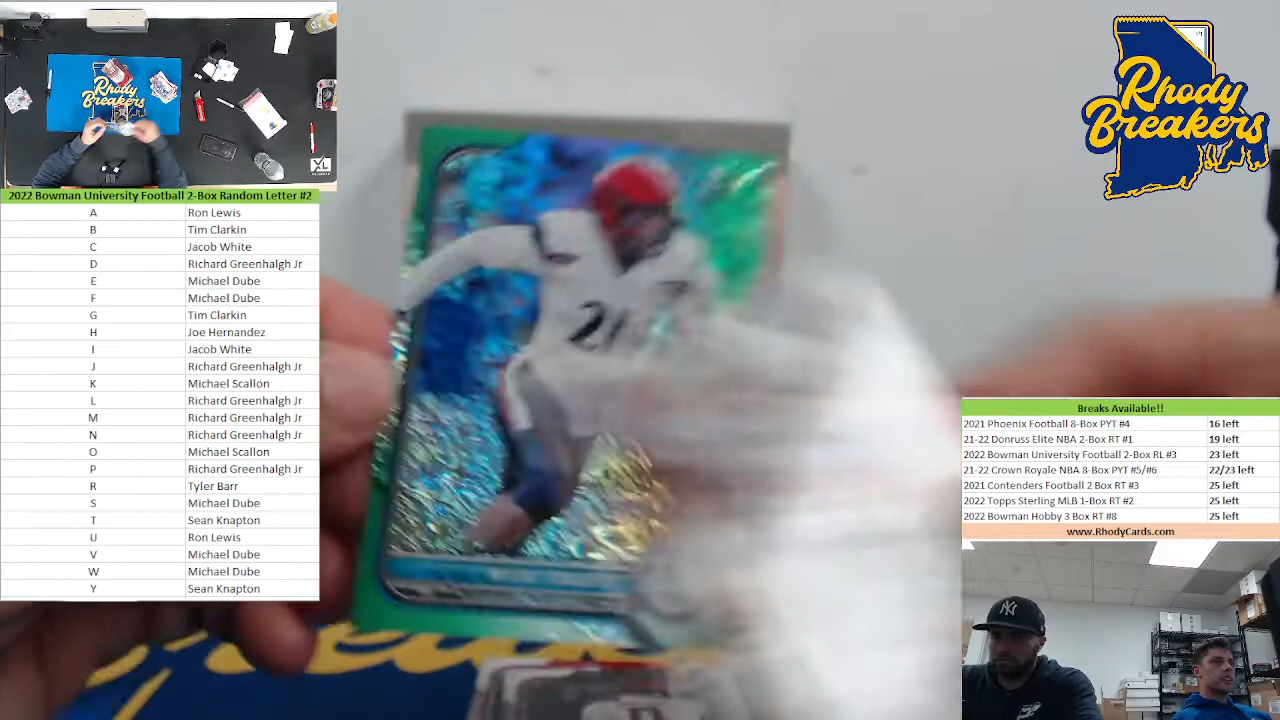 Rhody
Breakers
2022 Bowman University Football 2-Box Random Letter #2
A Ron Lewis
B Tim Clarkin
C Jacob White
D Richard Greenhalgh Jr
E Michael Dube
F Michael Dube
G Tim Clarkin
H Joe Hernandez
I Jacob White
J Richard Greenhalgh Jr
K Michael Scallon
L Richard Greenhalgh Jr
M Richard Greenhalgh Jr
N Richard Greenhalgh Jr
O Michael Scallon
P Richard Greenhalgh Jr
R Tyler Barr
S Michael Dube
T Sean Knapton
U Ron Lewis
V Michael Dube
W Michael Dube
Y Sean Knapton
Rhody
Breakers
Breaks Available!!
2021 Phoenix Football 8-Box PYT #4 16 left
21-22 Donruss Elite NBA 2-Box RT #1 19 left
2022 Bowman University Football 2-Box RL #3 23 left
21-22 Crown Royale NBA 8-Box PYT #5/#6 22/23 left
2021 Contenders Football 2 Box RT #3 25 left
2022 Topps Sterling MLB 1-Box RT #2 25 left
2022 Bowman Hobby 3 Box RT #8 25 left
www.RhodyCards.com